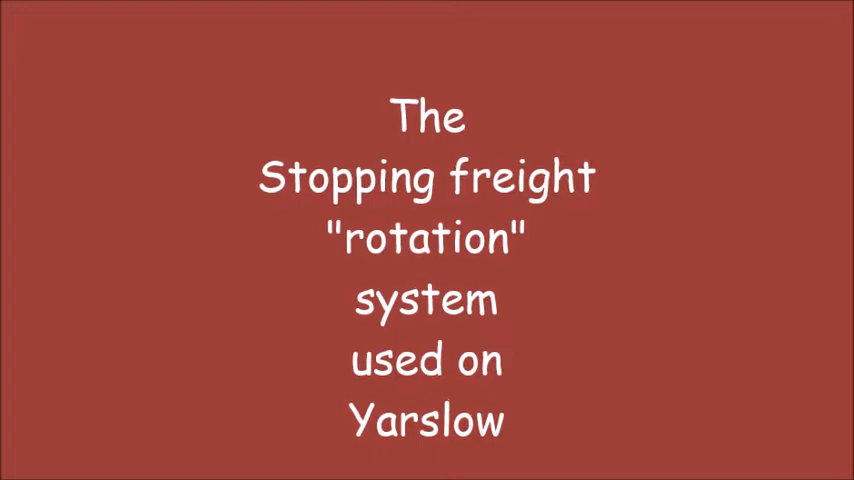 The
Stopping freight
"rotation"
system
used on
Yarslow